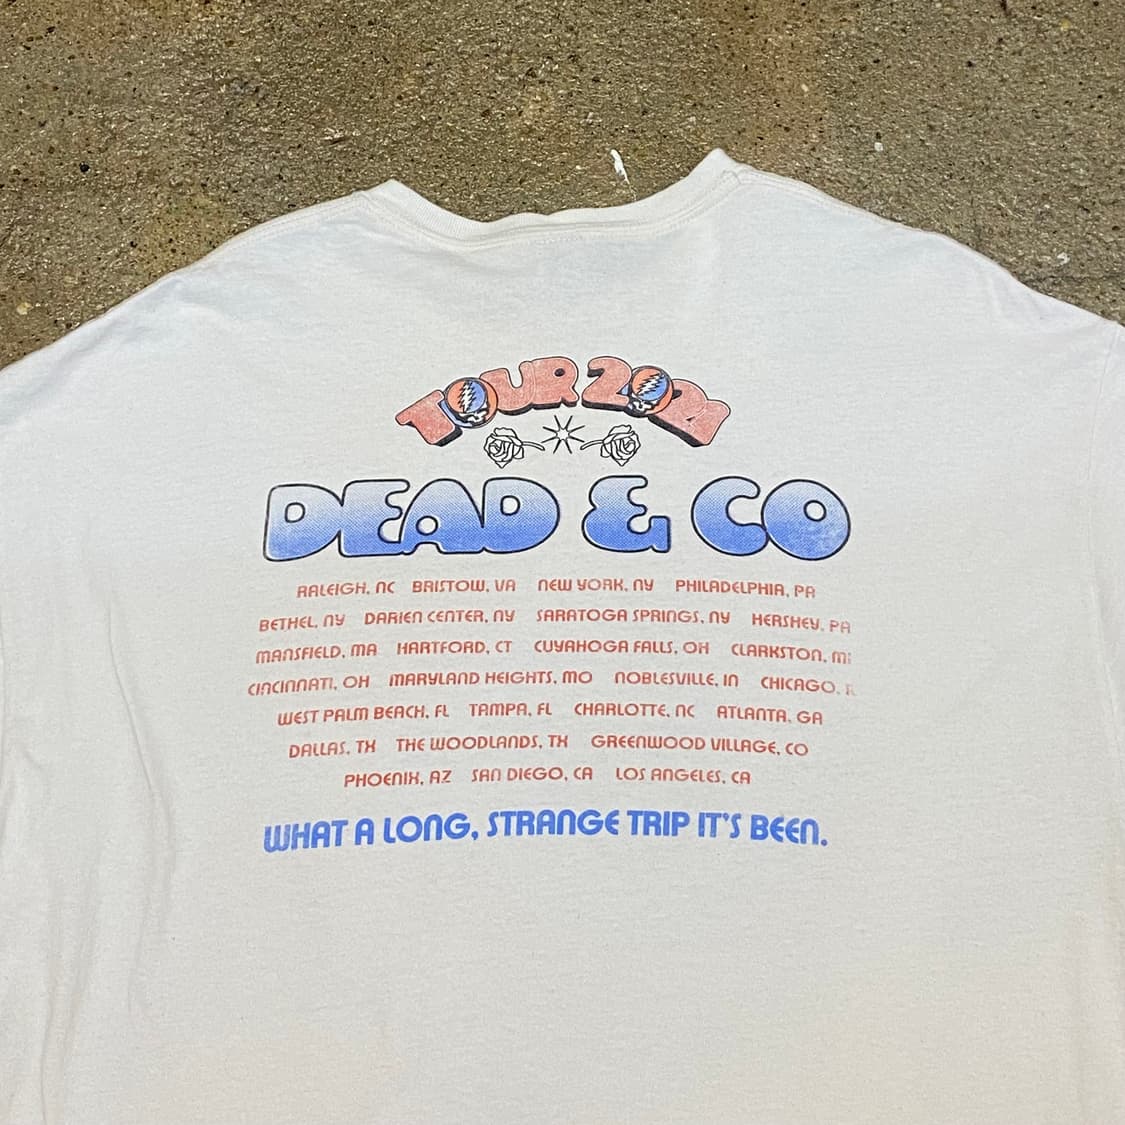 TOUR 2021
DEAD & CO
RALEIGH, NC BRISTOW, VA NEW YORK, NY PHILADELPHIA, PA
BETHEL, NY DARIEN CENTER, NY SARATOGA SPRINGS, NY HERSHEY, PA
MANSFIELD, MA HARTFORD, CT CUYAHOGA FALLS, OH CLARKSTON, MI
CINCINNATI, OH MARYLAND HEIGHTS, MO NOBLESVILLE, IN CHICAGO,
WEST PALM BEACH, FL TAMPA, FL CHARLOTTE, NC ATLANTA, GA
DALLAS, TX THE WOODLANDS, TX GREENWOOD VILLAGE, CO
PHOENIX, AZ SAN DIEGO, CA LOS ANGELES, CA
WHAT A LONG, STRANGE TRIP IT'S BEEN.